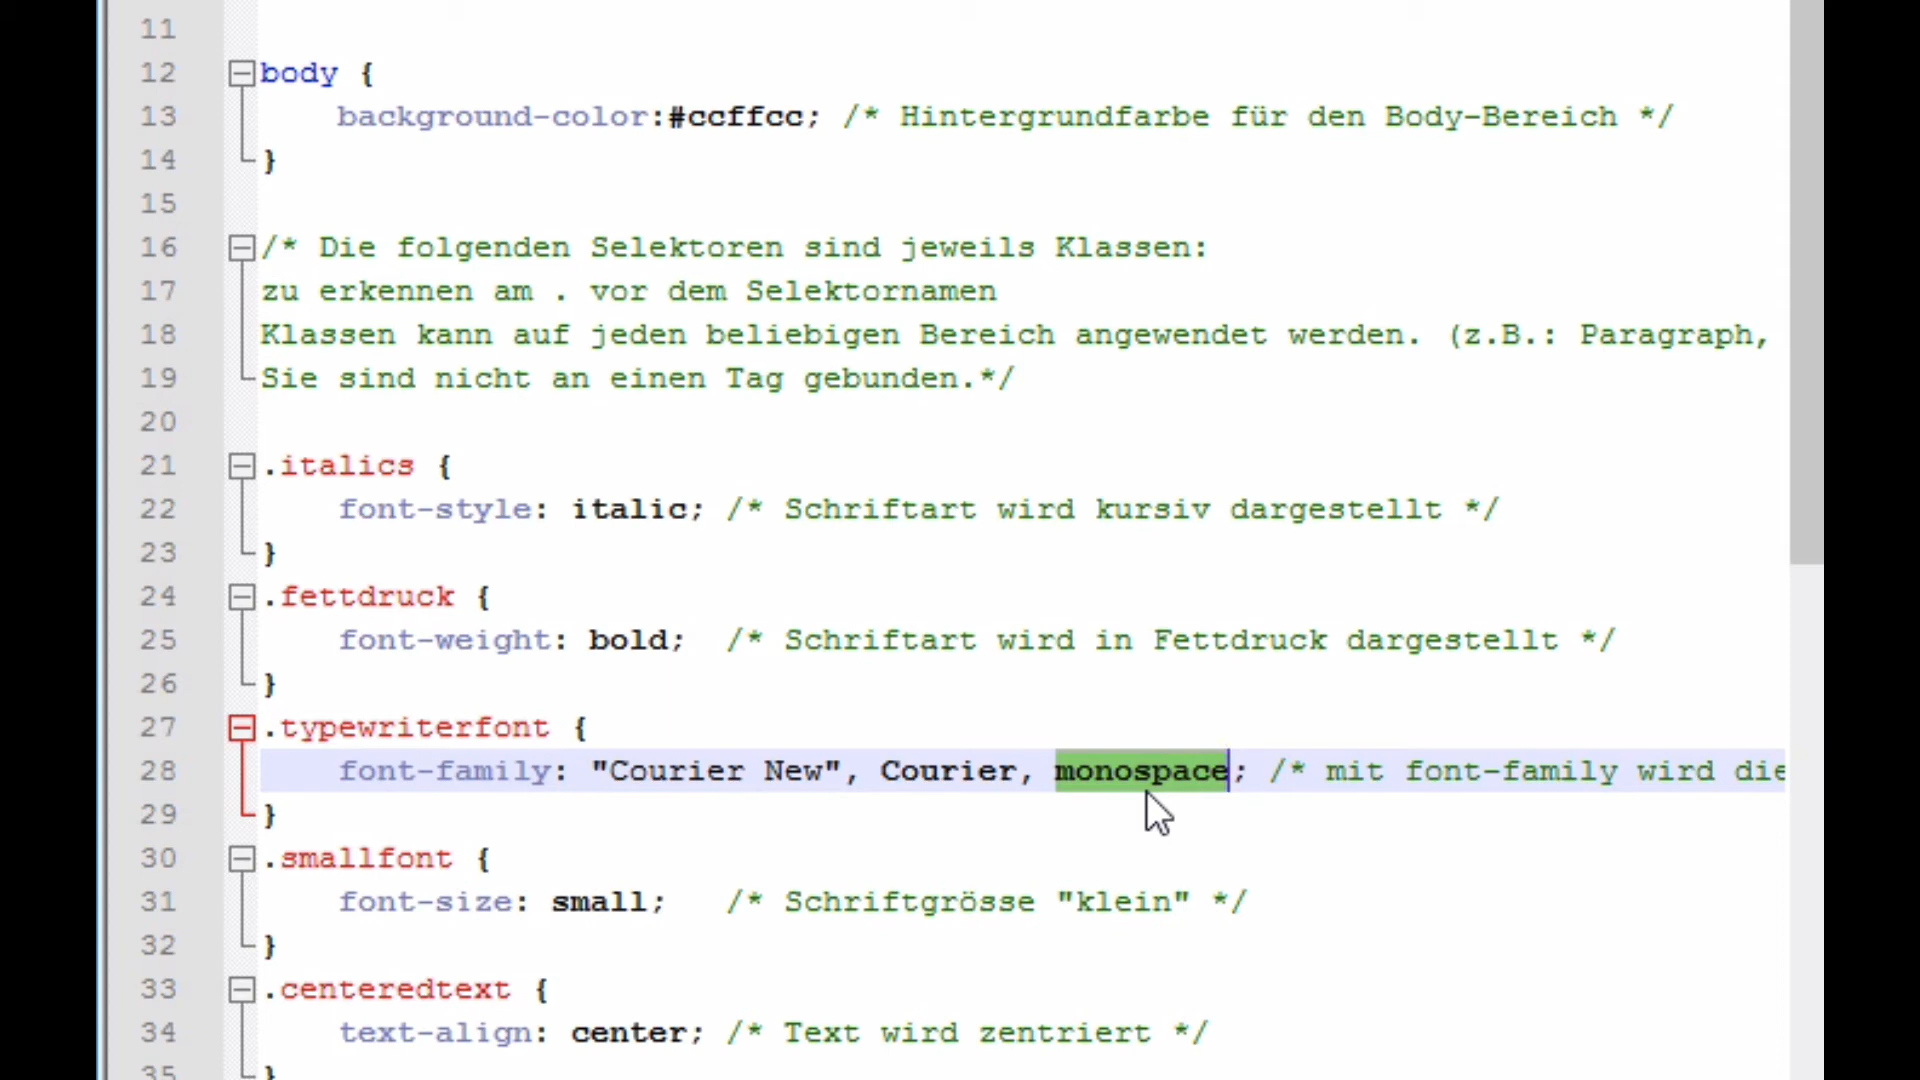 11
12 body {
13 background-color:#ccffcc; /* Hintergrundfarbe für den Body-Bereich */
14 }
15
16 /* Die folgenden Selektoren sind jeweils Klassen:
17 zu erkennen am . vor dem Selektornamen
18 Klassen kann auf jeden beliebigen Bereich angewendet werden. (z.B.: Paragraph,
19 Sie sind nicht an einen Tag gebunden.*/
20
21 .italics {
22 font-style: italic; /* Schriftart wird kursiv dargestellt */
23 }
24 .fettdruck {
25 font-weight: bold; /* Schriftart wird in Fettdruck dargestellt */
26 }
27 .typewriterfont {
28 font-family: "Courier New", Courier, monospace; /* mit font-family wird die
29 }
30 .smallfont {
31 font-size: small; /* Schriftgrösse "klein" */
32 }
33 .centeredtext {
34 text-align: center; /* Text wird zentriert */
35 }